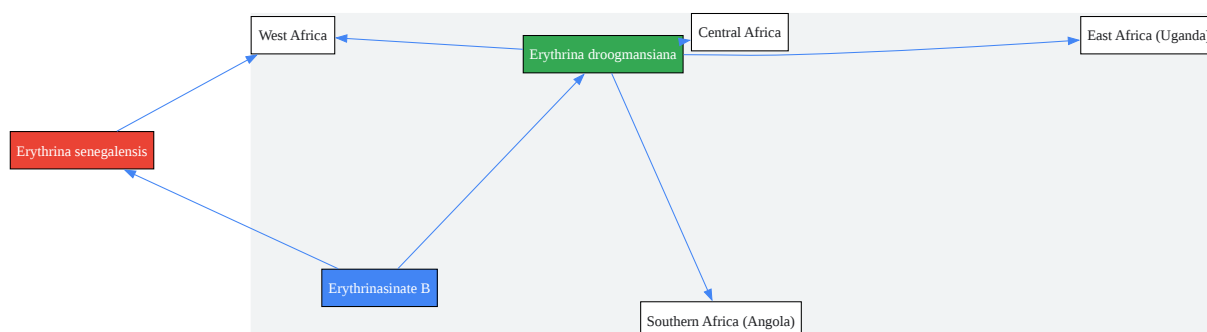 West Africa
Central Africa
East Africa (Uganda)
Erythrina droogmansiana
Erythrina senegalensis
Erythrinasinate B
Southern Africa (Angola)